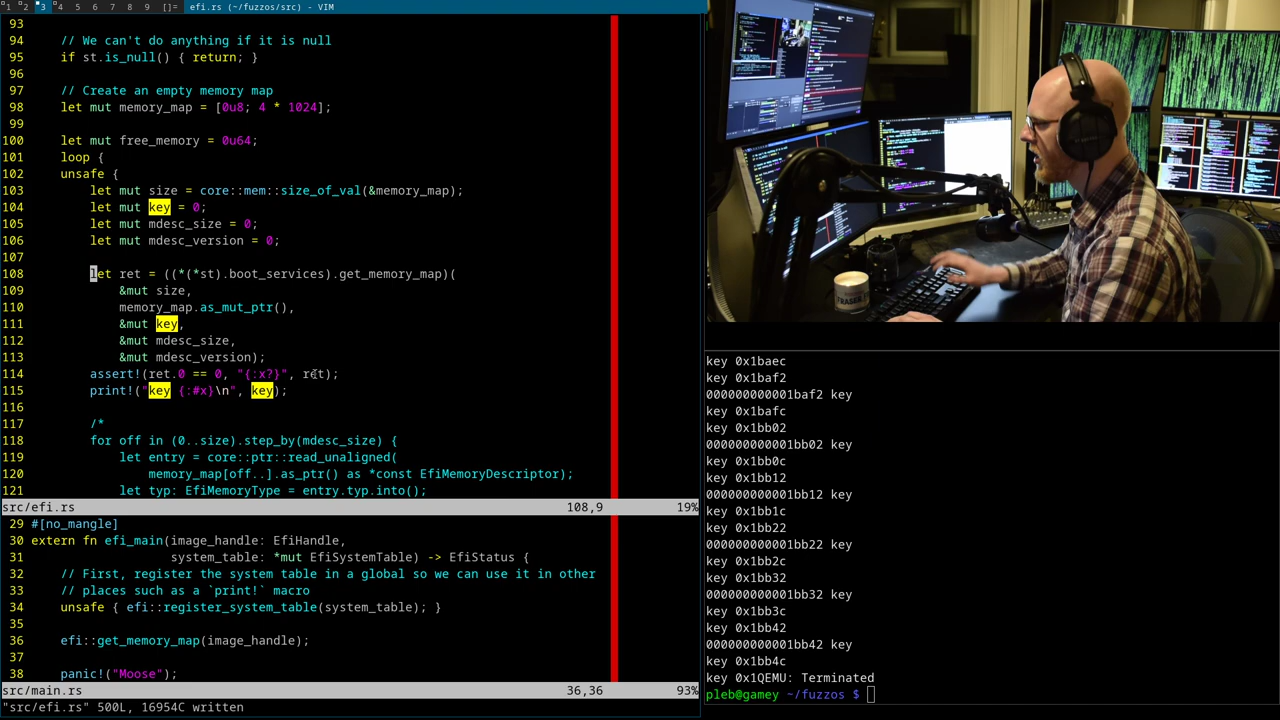 1 2 3 4 5 6 7 8 9 []= efi.rs (~/fuzzos/src) - VIM
93
94     // We can't do anything if it is null
95     if st.is_null() { return; }
96
97     // Create an empty memory map
98     let mut memory_map = [0u8; 4 * 1024];
99
100     let mut free_memory = 0u64;
101     loop {
102     unsafe {
103         let mut size = core::mem::size_of_val(&memory_map);
104         let mut key = 0;
105         let mut mdesc_size = 0;
106         let mut mdesc_version = 0;
107
108         let ret = ((*(*st).boot_services).get_memory_map)(
109             &mut size,
110             memory_map.as_mut_ptr(),
111             &mut key,
112             &mut mdesc_size,
113             &mut mdesc_version);
114         assert!(ret.0 == 0, "{:x?}", ret);
115         print!("key {:#x}\n", key);
116
117         /*
118         for off in (0..size).step_by(mdesc_size) {
119             let entry = core::ptr::read_unaligned(
120                 memory_map[off..].as_ptr() as *const EfiMemoryDescriptor);
121             let typ: EfiMemoryType = entry.typ.into();
src/efi.rs 108,9 19%
29 #[no_mangle]
30 extern fn efi_main(image_handle: EfiHandle,
31                    system_table: *mut EfiSystemTable) -> EfiStatus {
32     // First, register the system table in a global so we can use it in other
33     // places such as a `print!` macro
34     unsafe { efi::register_system_table(system_table); }
35
36     efi::get_memory_map(image_handle);
37
38     panic!("Moose");
src/main.rs 36,36 93%
"src/efi.rs" 500L, 16954C written
key 0x1baec
key 0x1baf2
000000000001baf2 key
key 0x1bafc
key 0x1bb02
000000000001bb02 key
key 0x1bb0c
key 0x1bb12
000000000001bb12 key
key 0x1bb1c
key 0x1bb22
000000000001bb22 key
key 0x1bb2c
key 0x1bb32
000000000001bb32 key
key 0x1bb3c
key 0x1bb42
000000000001bb42 key
key 0x1bb4c
key 0x1QEMU: Terminated
pleb@gamey ~/fuzzos $